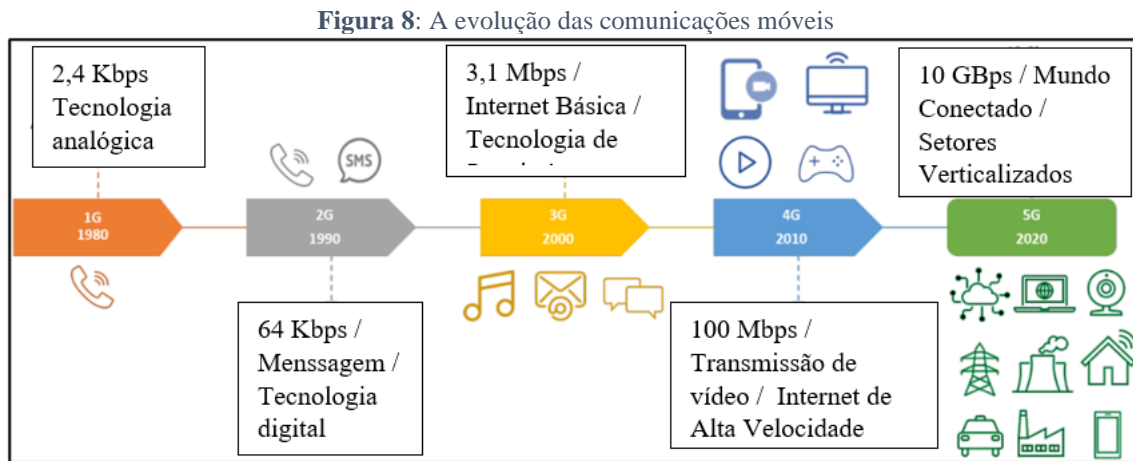 Figura 8: A evolução das comunicações móveis
2,4 Kbps
Tecnologia
analógica
3,1 Mbps /
Internet Básica /
Tecnologia de
10 GBps / Mundo
Conectado /
Setores
Verticalizados
SMS
1G
1980
2G
1990
3G
2000
4G
2010
5G
2020
64 Kbps /
Menssagem /
Tecnologia
digital
100 Mbps /
Transmissão de
vídeo / Internet de
Alta Velocidade